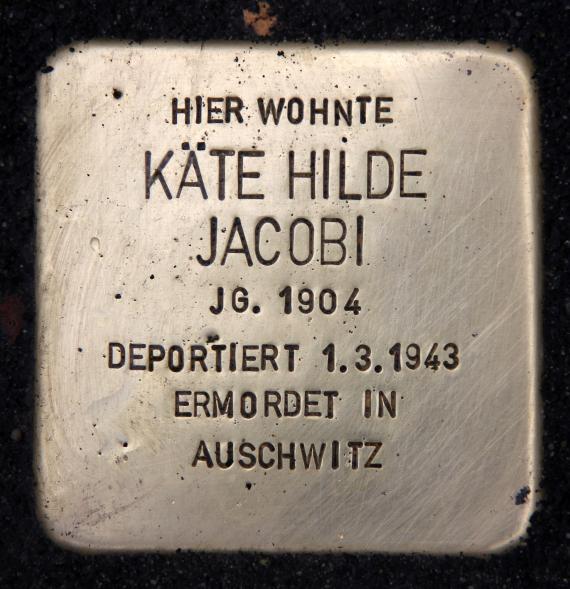 HIER WOHNTE
KÄTE HILDE
JACOBI
JG. 1904
DEPORTIERT 1.3.1943
ERMORDET IN
AUSCHWITZ